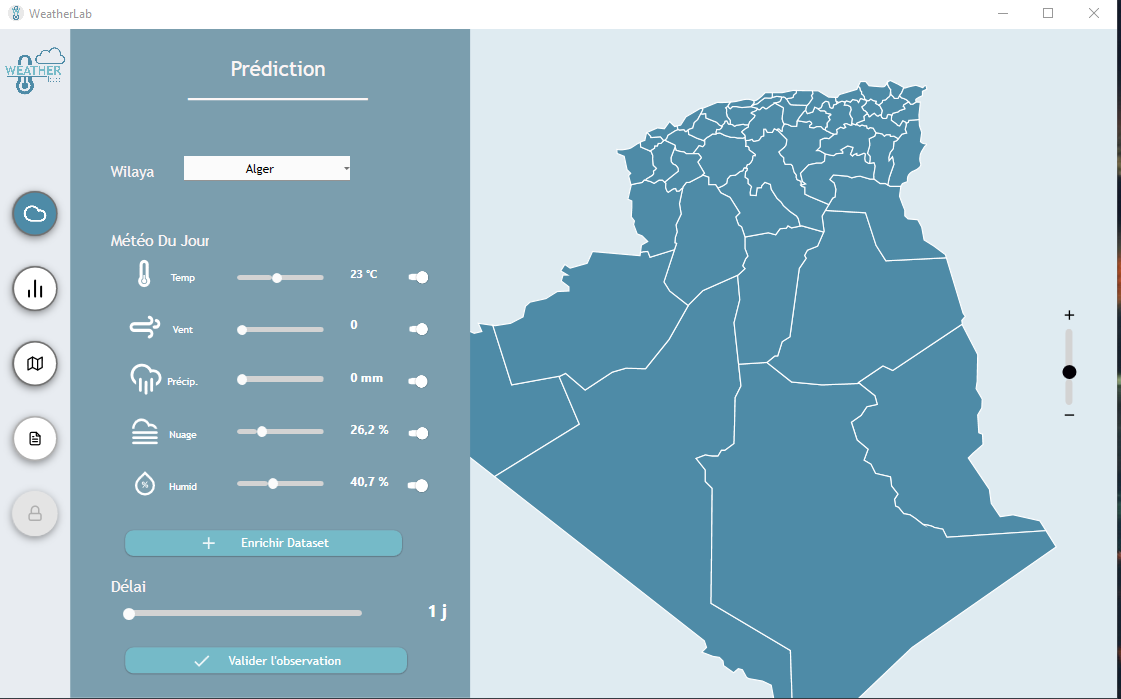 WeatherLab
WEATHER
Prédiction
Wilaya
Alger
Météo Du Jour
Temp
23 °C
Vent
0
Précip.
0 mm
Nuage
26,2 %
%
Humid
40,7 %
+ Enrichir Dataset
Délai
1 j
Valider l'observation
+
−